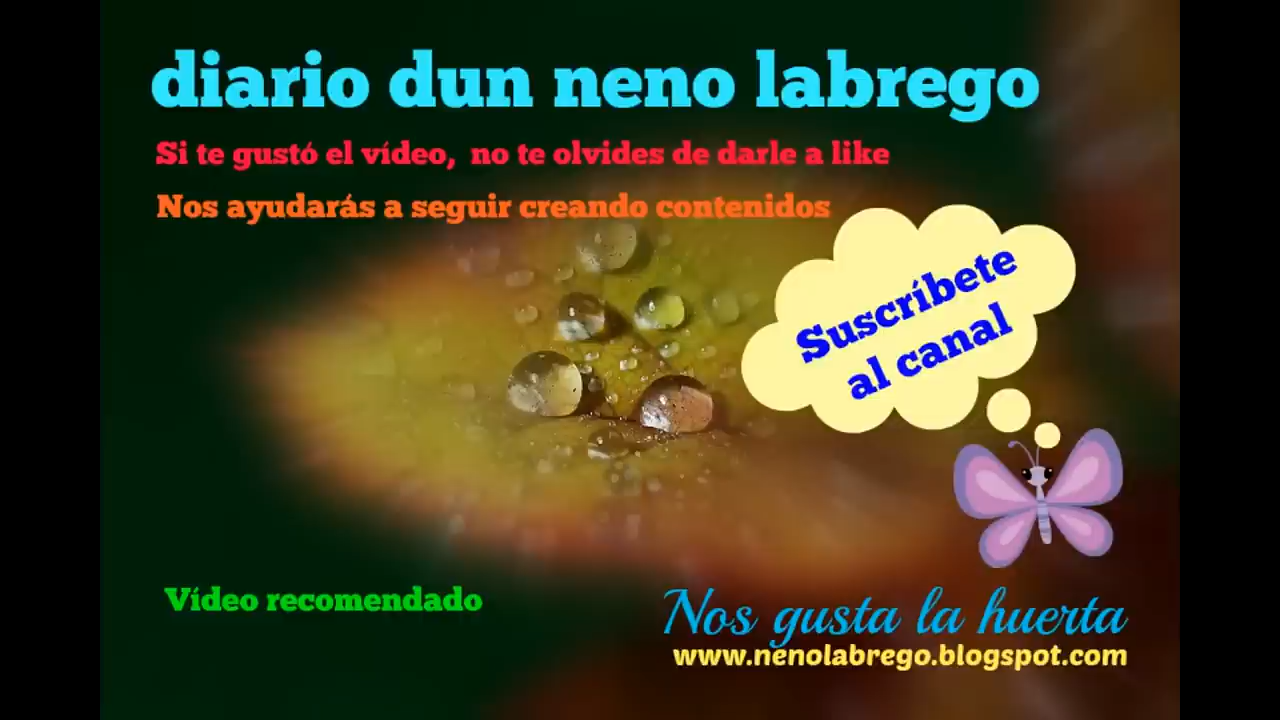 diario dun neno labrego
Si te gustó el vídeo, no te olvides de darle a like
Nos ayudarás a seguir creando contenidos
Suscríbete
al canal
Vídeo recomendado
Nos gusta la huerta
www.nenolabrego.blogspot.com